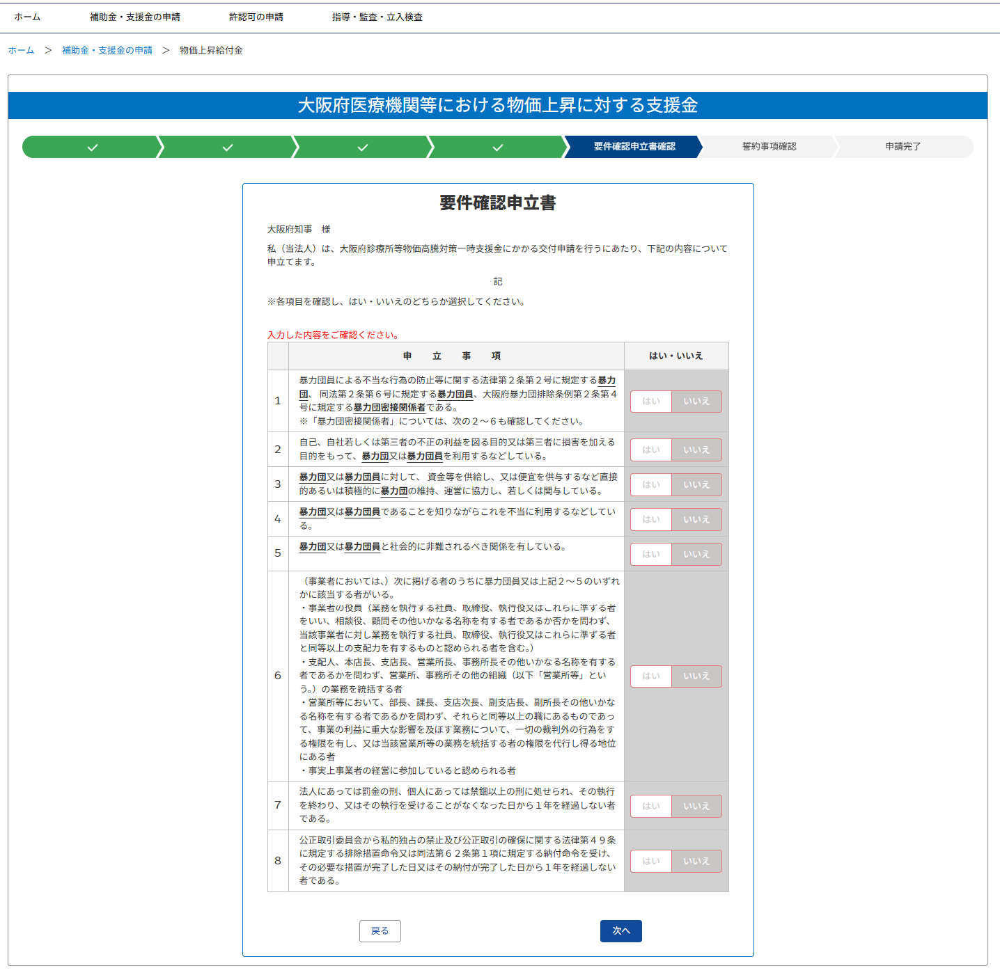 ホーム　補助金・支援金の申請　許認可の申請　指導・監査・立入検査
ホーム　＞　補助金・支援金の申請　＞　物価上昇給付金
大阪府医療機関等における物価上昇に対する支援金
要件確認申立書確認　誓約事項確認　申請完了
要件確認申立書
大阪府知事　様
私（当法人）は、大阪府診療所等物価高騰対策一時支援金にかかる交付申請を行うにあたり、下記の内容について
申立てます。
記
※各項目を確認し、はい・いいえのどちらか選択してください。
入力した内容をご確認ください。
申　立　事　項　はい・いいえ
1
暴力団員による不当な行為の防止等に関する法律第２条第２号に規定する暴力
団、 同法第２条第６号に規定する暴力団員、大阪府暴力団排除条例第２条第４
号に規定する暴力団密接関係者である。
※「暴力団密接関係者」については、次の２～６も確認してください。
はい　いいえ
2
自己、自社若しくは第三者の不正の利益を図る目的又は第三者に損害を加える
目的をもって、暴力団又は暴力団員を利用するなどしている。
はい　いいえ
3
暴力団又は暴力団員に対して、 資金等を供給し、又は便宜を供与するなど直接
的あるいは積極的に暴力団の維持、運営に協力し、若しくは関与している。
はい　いいえ
4
暴力団又は暴力団員であることを知りながらこれを不当に利用するなどしてい
る。
はい　いいえ
5
暴力団又は暴力団員と社会的に非難されるべき関係を有している。
はい　いいえ
6
（事業者においては、）次に掲げる者のうちに暴力団員又は上記２～５のいずれ
かに該当する者がいる。
・事業者の役員（業務を執行する社員、取締役、執行役又はこれらに準ずる者
をいい、相談役、顧問その他いかなる名称を有する者であるか否かを問わず、
当該事業者に対し業務を執行する社員、取締役、執行役又はこれらに準ずる者
と同等以上の支配力を有するものと認められる者を含む。）
・支配人、本店長、支店長、営業所長、事務所長その他いかなる名称を有する
者であるかを問わず、営業所、事務所その他の組織（以下「営業所等」とい
う。）の業務を統括する者
・営業所等において、部長、課長、支店次長、副支店長、副所長その他いかな
る名称を有する者であるかを問わず、それらと同等以上の職にあるものであっ
て、事業の利益に重大な影響を及ぼす業務について、一切の裁判外の行為をす
る権限を有し、又は当該営業所等の業務を統括する者の権限を代行し得る地位
にある者
・事実上事業者の経営に参加していると認められる者
はい　いいえ
7
法人にあっては罰金の刑、個人にあっては禁錮以上の刑に処せられ、その執行
を終わり、又はその執行を受けることがなくなった日から１年を経過しない者
である。
はい　いいえ
8
公正取引委員会から私的独占の禁止及び公正取引の確保に関する法律第４９条
に規定する排除措置命令又は同法第６２条第１項に規定する納付命令を受け、
その必要な措置が完了した日又はその納付が完了した日から１年を経過しない
者である。
はい　いいえ
戻る　次へ